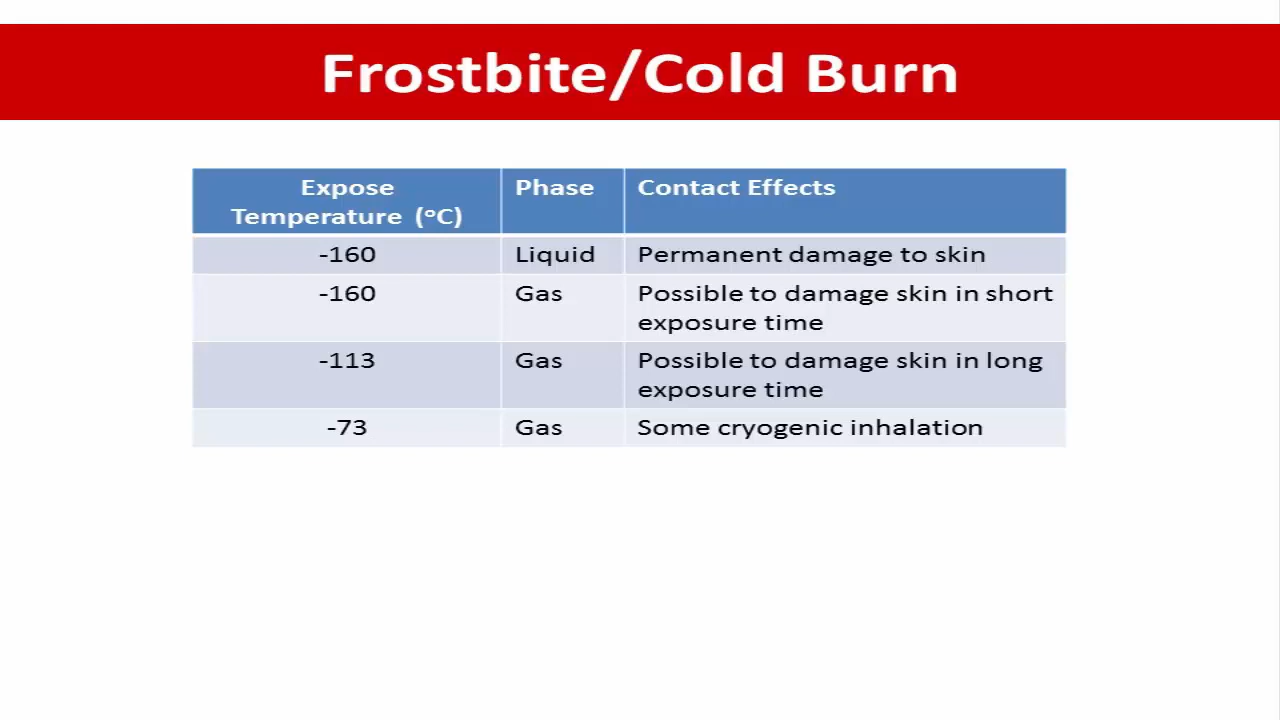 Frostbite/Cold Burn
Expose
Temperature (ºC)
Phase
Contact Effects
-160
Liquid
Permanent damage to skin
-160
Gas
Possible to damage skin in short
exposure time
-113
Gas
Possible to damage skin in long
exposure time
-73
Gas
Some cryogenic inhalation